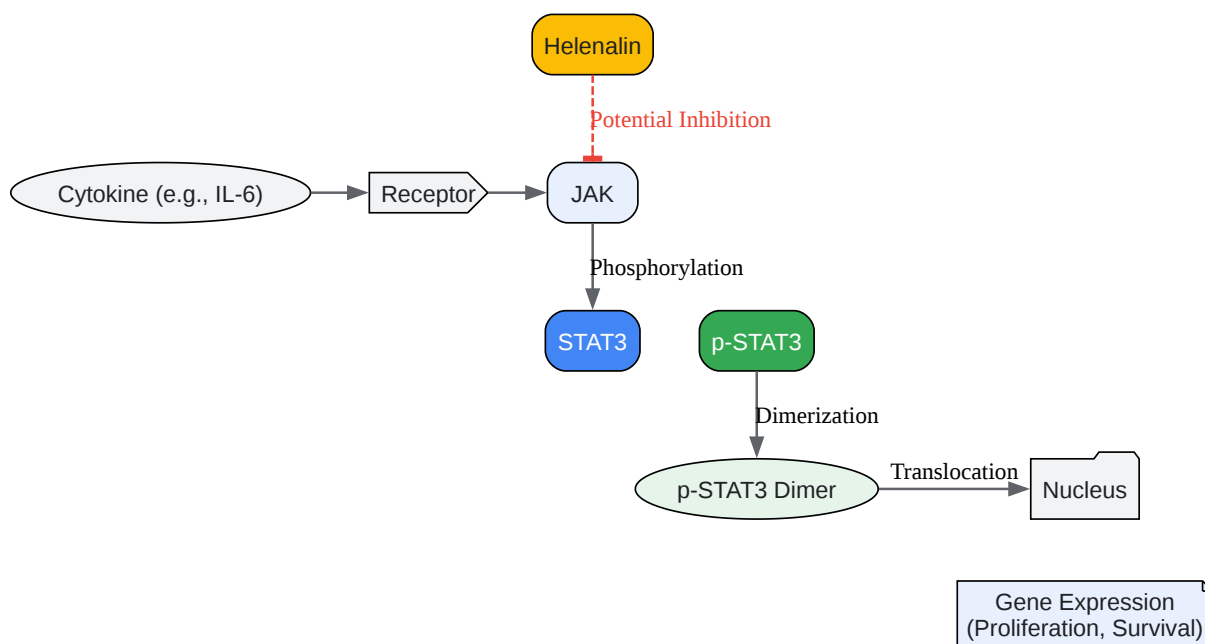 Helenalin
Potential Inhibition
Cytokine (e.g., IL-6)
Receptor
JAK
Phosphorylation
STAT3
p-STAT3
Dimerization
p-STAT3 Dimer
Translocation
Nucleus
Gene Expression
(Proliferation, Survival)